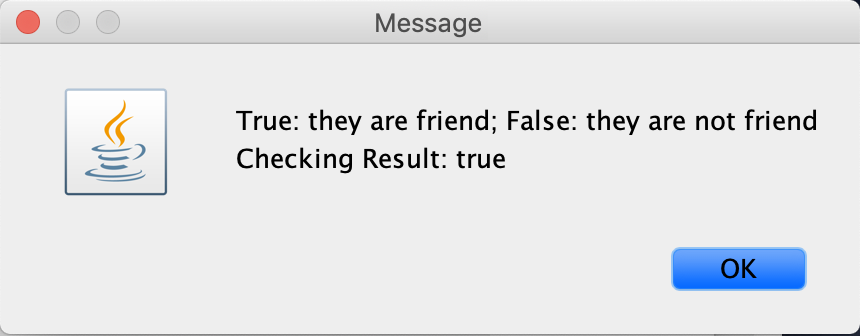 Message
True: they are friend; False: they are not friend
Checking Result: true
OK